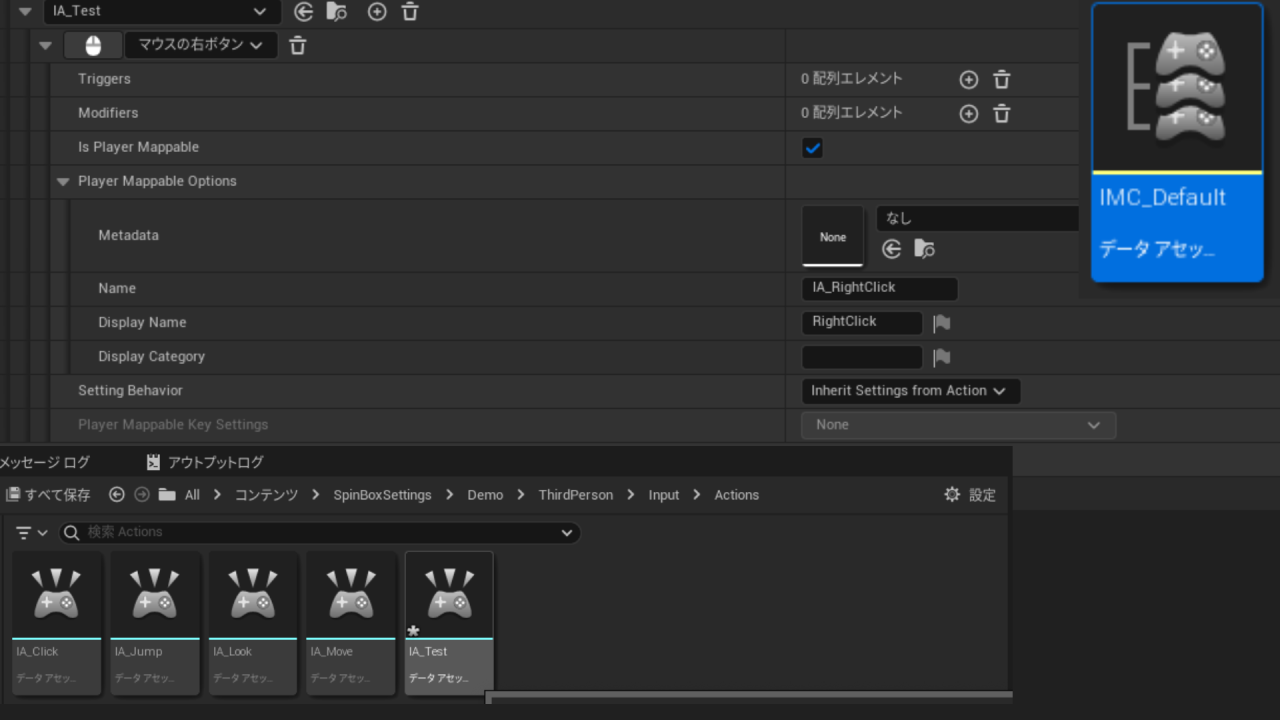 IA_Test
マウスの右ボタン
Triggers
0 配列エレメント
Modifiers
0 配列エレメント
Is Player Mappable
Player Mappable Options
Metadata
None
なし
Name
IA_RightClick
Display Name
RightClick
Display Category
Setting Behavior
Inherit Settings from Action
Player Mappable Key Settings
None
IMC_Default
データ アセッ...
メッセージ ログ
アウトプットログ
すべて保存
All
コンテンツ
SpinBoxSettings
Demo
ThirdPerson
Input
Actions
設定
検索 Actions
IA_Click
データ アセッ...
IA_Jump
データ アセッ...
IA_Look
データ アセッ...
IA_Move
データ アセッ...
IA_Test
データ アセッ...